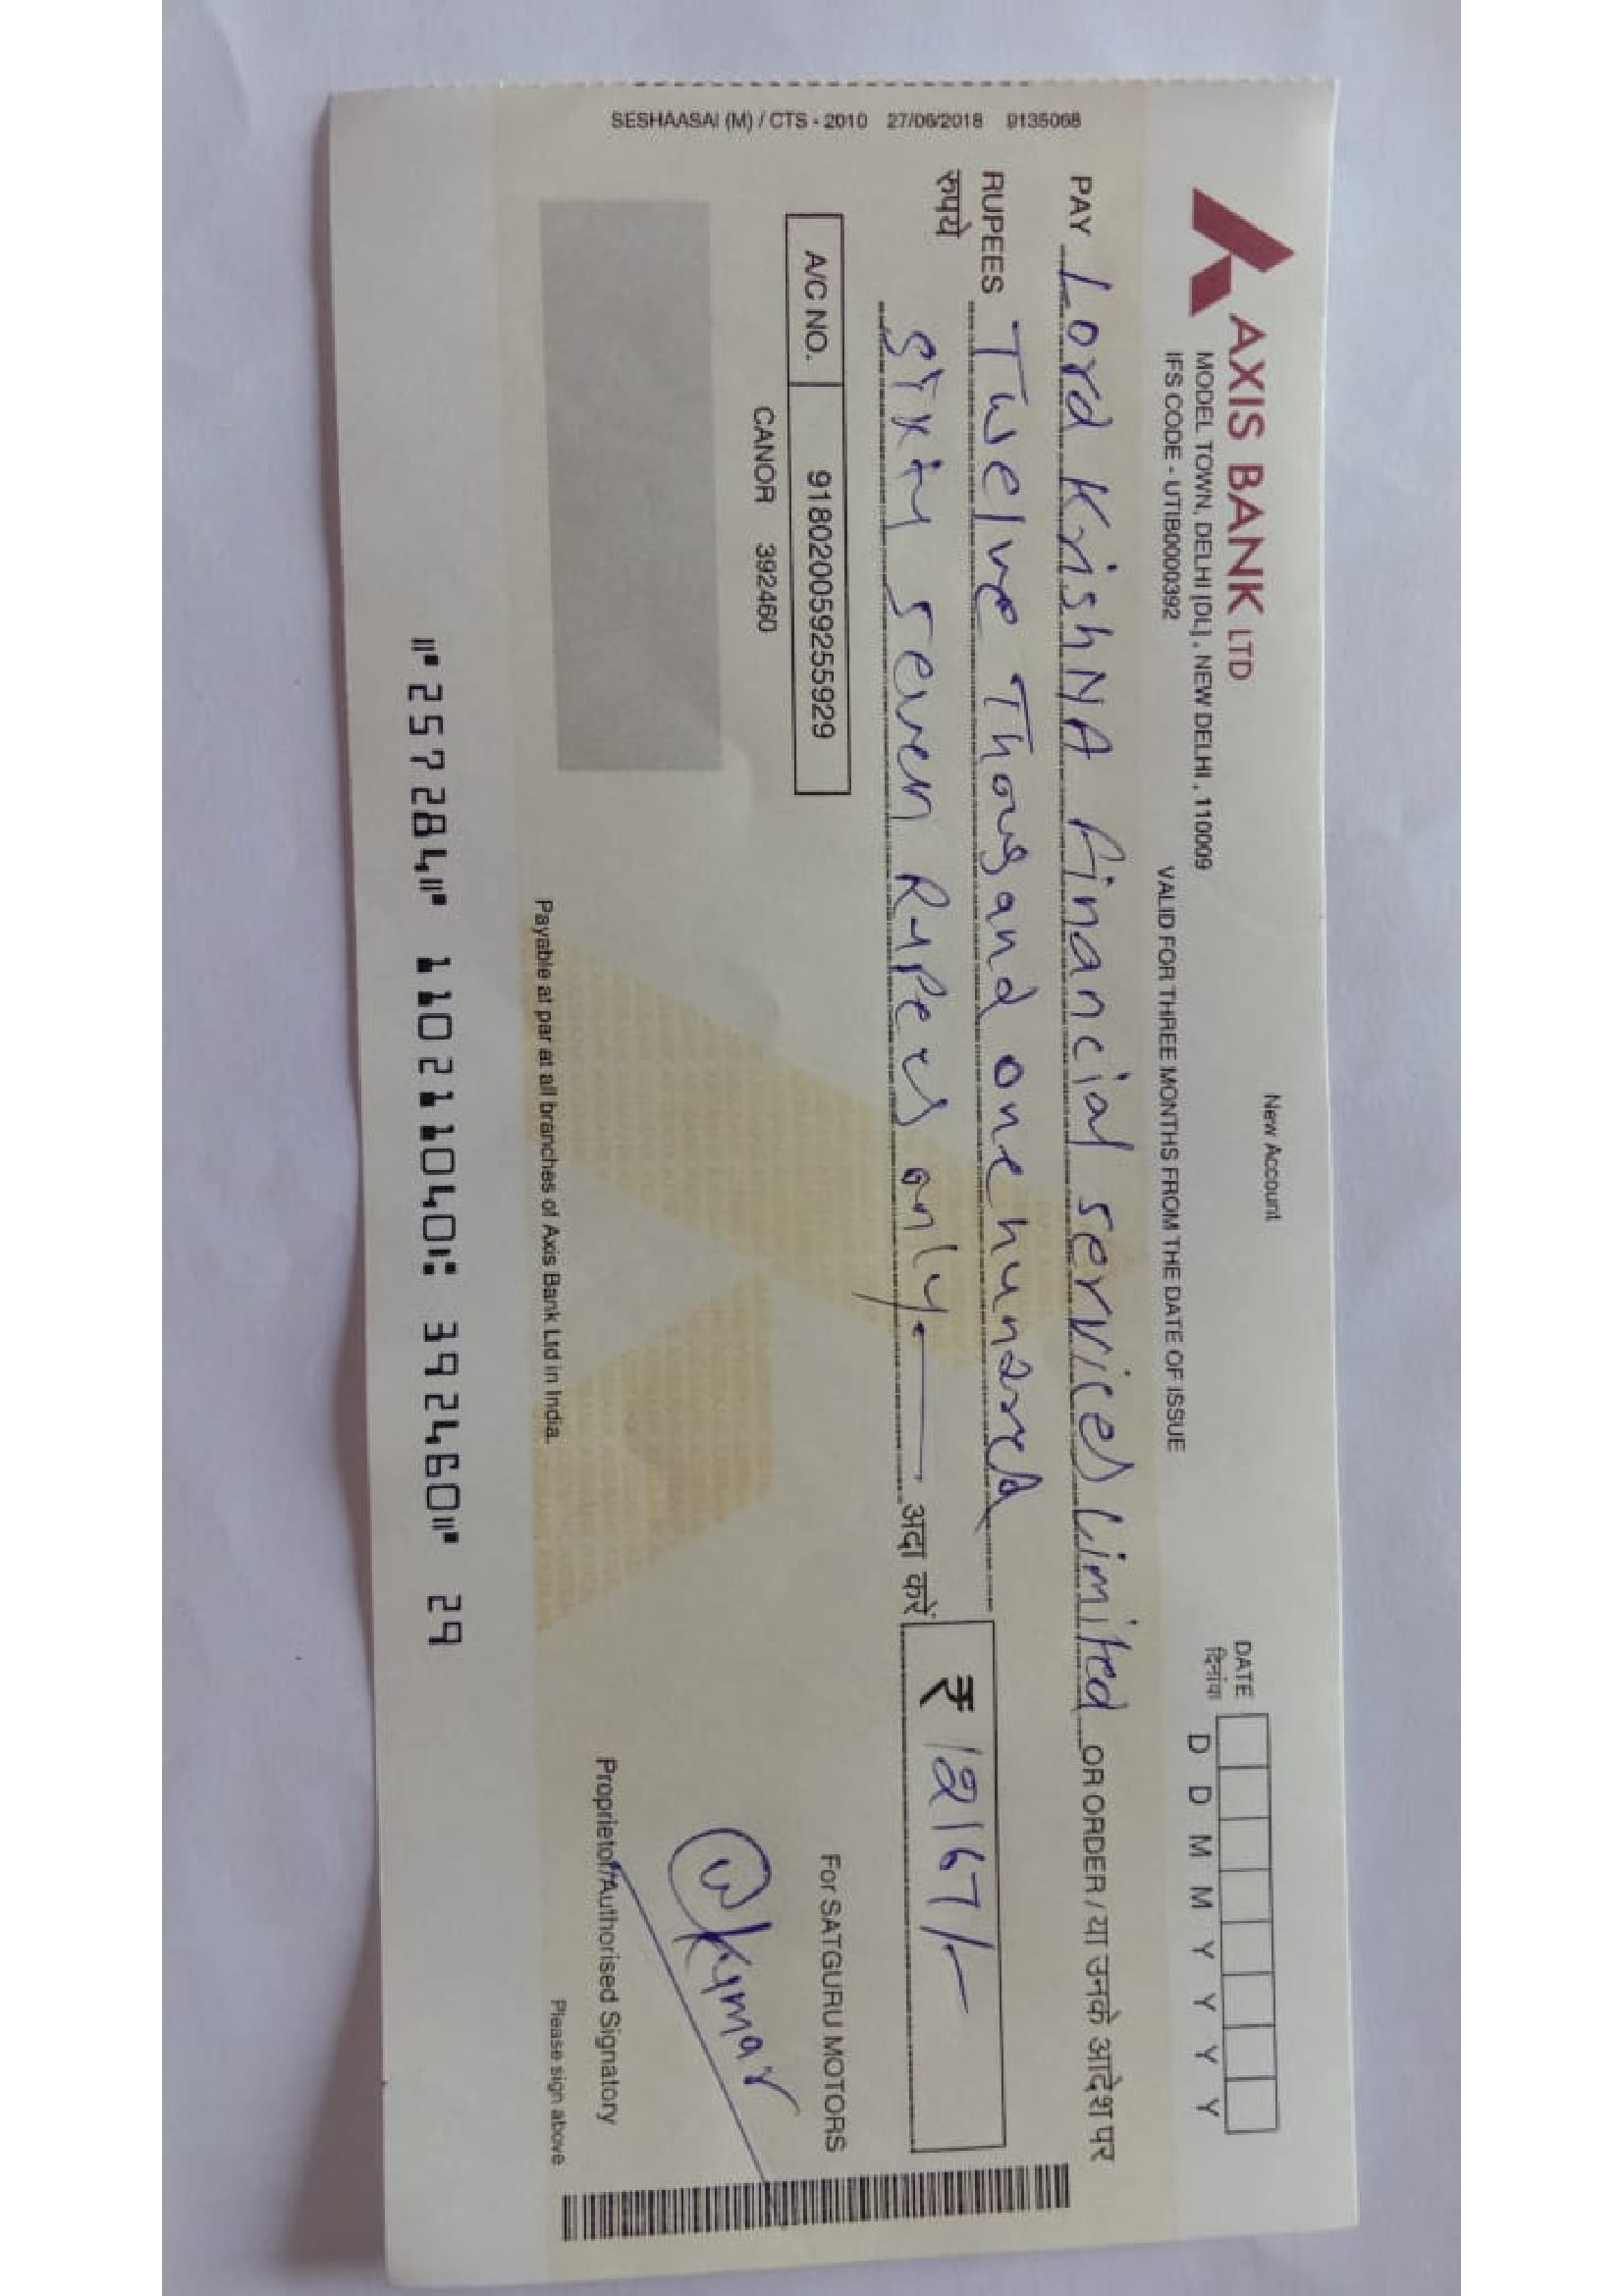 SESHAASAI (M) / CTS - 2010 27/06/2018 9135068
AXIS BANK LTD
MODEL TOWN, DELHI [DL], NEW DELHI, 110009
IFS CODE - UTIB0000392
New Account
VALID FOR THREE MONTHS FROM THE DATE OF ISSUE
DATE
दिनांक
D D M M Y Y Y Y
PAY Lord KrishNA financial services Limited OR ORDER / या उनके आदेश पर
RUPEES Twelve Thousand one hundred
रुपये sixty seven Rupees only अदा करें
₹ 12167/-
A/C NO. 918020059255929
CANOR 392460
For SATGURU MOTORS
Kumar
Proprietor/Authorised Signatory
Please sign above
Payable at par at all branches of Axis Bank Ltd in India.
⑈257284⑈ 110211040⑆ 392460⑈ 29